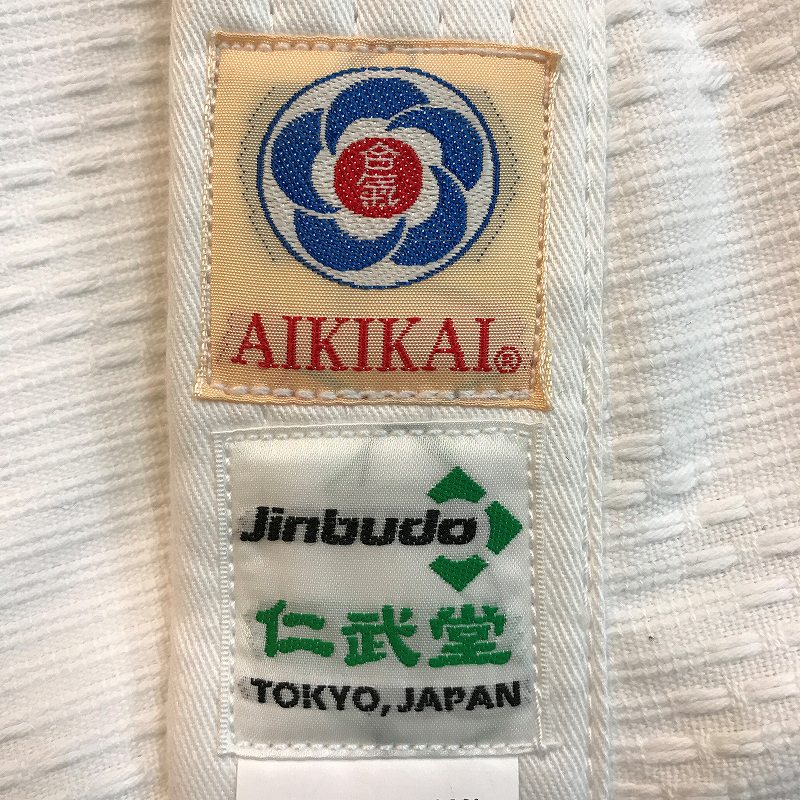 合氣
AIKIKAI®
Jinbudo
仁武堂
TOKYO, JAPAN